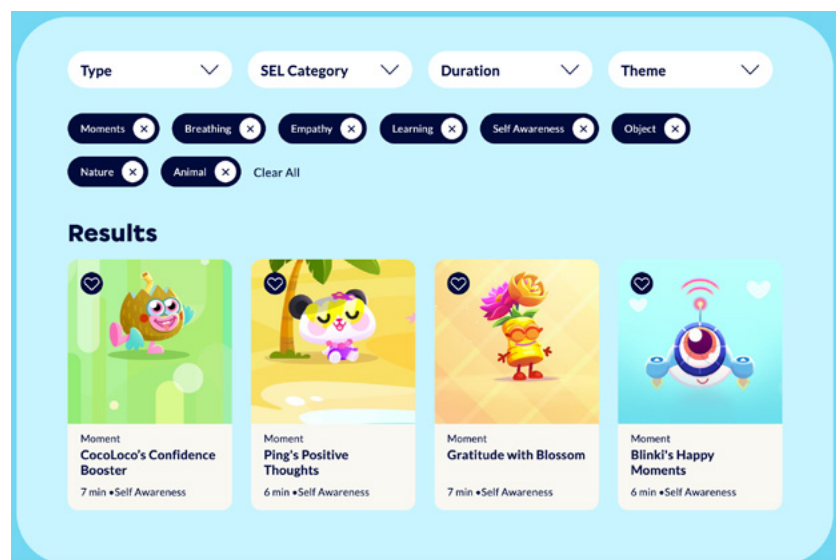 Type SEL Category Duration Theme
Moments Breathing Empathy Learning Self Awareness Object
Nature Animal Clear All
Results
Moment
CocoLoco's Confidence
Booster
7 min •Self Awareness
Moment
Ping's Positive
Thoughts
6 min •Self Awareness
Moment
Gratitude with Blossom
7 min •Self Awareness
Moment
Blinki's Happy
Moments
6 min •Self Awareness